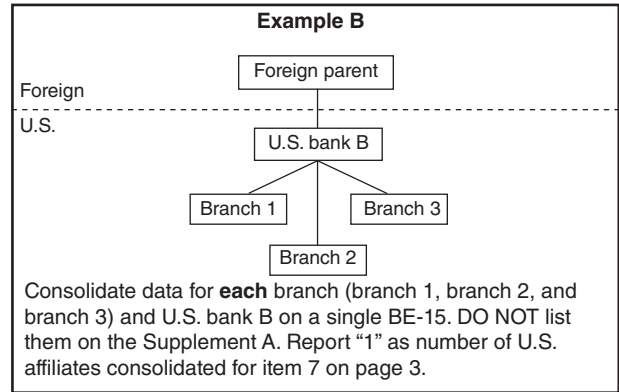 Example B
Foreign parent
Foreign
U.S.
U.S. bank B
Branch 1
Branch 3
Branch 2
Consolidate data for each branch (branch 1, branch 2, and
branch 3) and U.S. bank B on a single BE-15. DO NOT list
them on the Supplement A. Report “1” as number of U.S.
affiliates consolidated for item 7 on page 3.